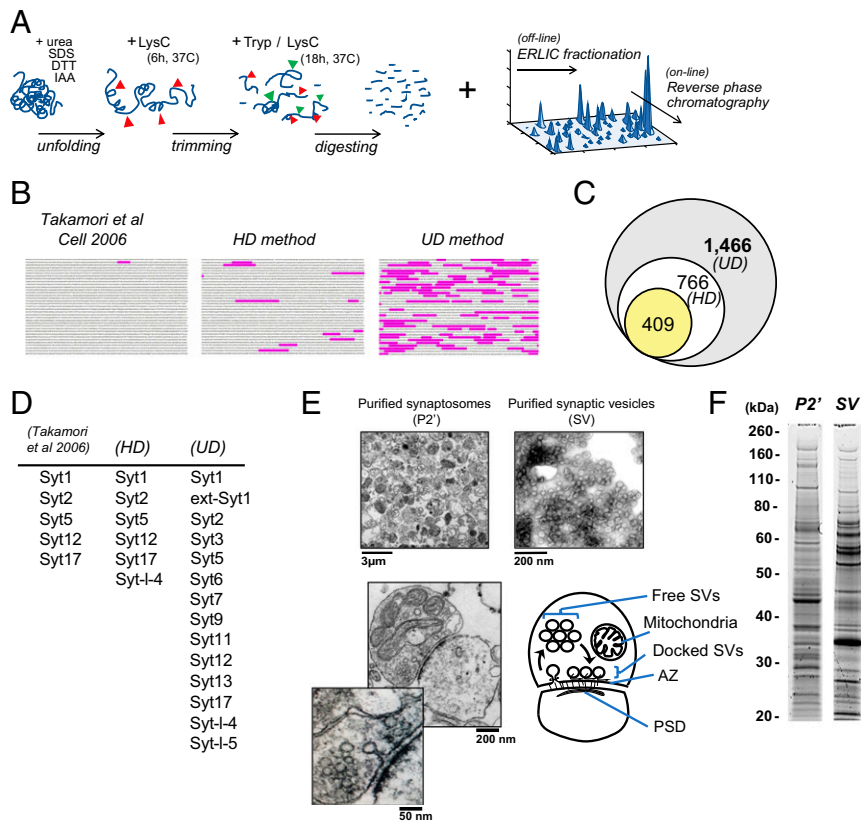 A
+ urea
SDS
DTT
IAA
unfolding
+LysC
(6h, 37C)
trimming
+Tryp / LysC
(18h, 37C)
digesting
+
(off-line)
ERLIC fractionation
(on-line)
Reverse phase
chromatography
B
Takamori et al
Cell 2006
HD method
UD method
C
1,466
(UD)
766
(HD)
409
D
(Takamori
et al 2006)
(HD)
(UD)
Syt1 Syt1 Syt1
Syt2 Syt2 ext-Syt1
Syt5 Syt5 Syt2
Syt12 Syt12 Syt3
Syt17 Syt17 Syt5
Syt-l-4 Syt6
Syt7
Syt9
Syt11
Syt12
Syt13
Syt17
Syt-l-4
Syt-l-5
E
Purified synaptosomes
(P2')
3µm
Purified synaptic vesicles
(SV)
200 nm
200 nm
50 nm
Free SVs
Mitochondria
Docked SVs
AZ
PSD
F
(kDa) P2' SV
260 -
160 -
110 -
80 -
60 -
50 -
40 -
30 -
20 -